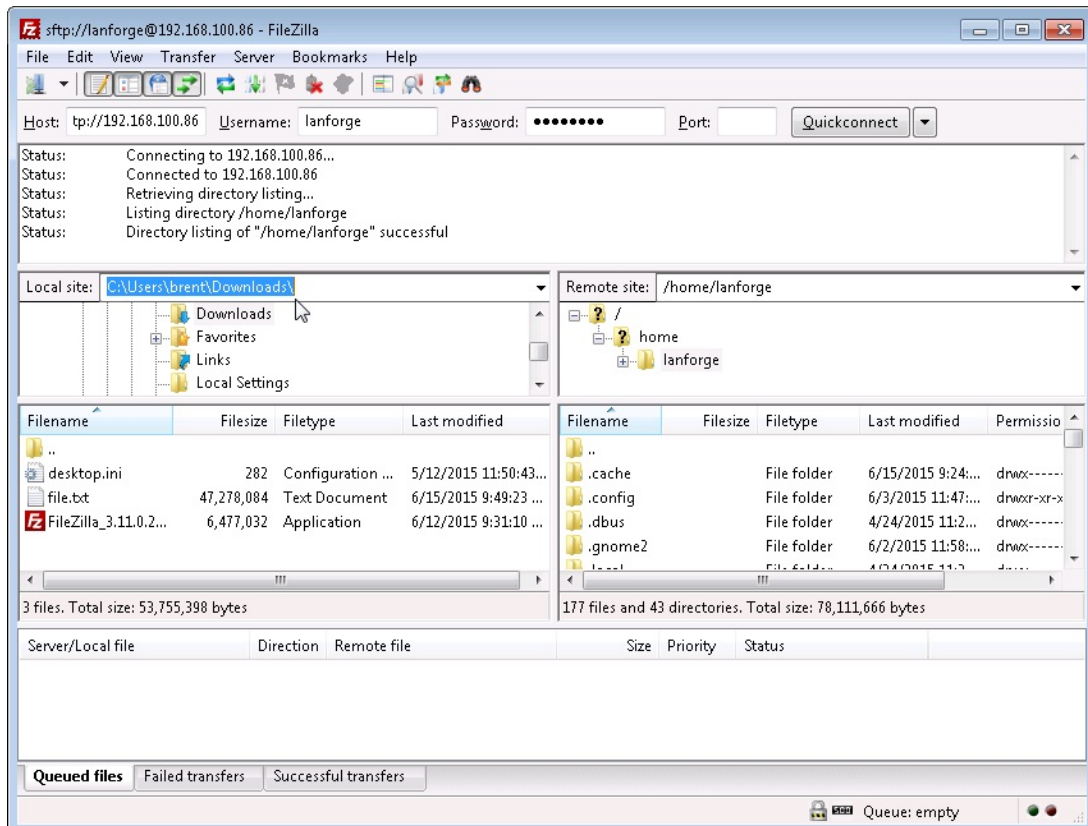 sftp://lanforge@192.168.100.86 - FileZilla
File Edit View Transfer Server Bookmarks Help
Host: tp://192.168.100.86 Username: lanforge Password: ●●●●●●●● Port: Quickconnect
Status: Connecting to 192.168.100.86...
Status: Connected to 192.168.100.86
Status: Retrieving directory listing...
Status: Listing directory /home/lanforge
Status: Directory listing of "/home/lanforge" successful
Local site: C:\Users\brent\Downloads\
Downloads
Favorites
Links
Local Settings
Remote site: /home/lanforge
/
home
lanforge
Filename Filesize Filetype Last modified
..
desktop.ini 282 Configuration ... 5/12/2015 11:50:43...
file.txt 47,278,084 Text Document 6/15/2015 9:49:23 ...
FileZilla_3.11.0.2... 6,477,032 Application 6/12/2015 9:31:10 ...
3 files. Total size: 53,755,398 bytes
Filename Filesize Filetype Last modified Permissio
..
.cache File folder 6/15/2015 9:24:... drwx-----
.config File folder 6/3/2015 11:47:... drwxr-xr-x
.dbus File folder 4/24/2015 11:2... drwx-----
.gnome2 File folder 6/2/2015 11:58:... drwx-----
177 files and 43 directories. Total size: 78,111,666 bytes
Server/Local file Direction Remote file Size Priority Status
Queued files Failed transfers Successful transfers
Queue: empty